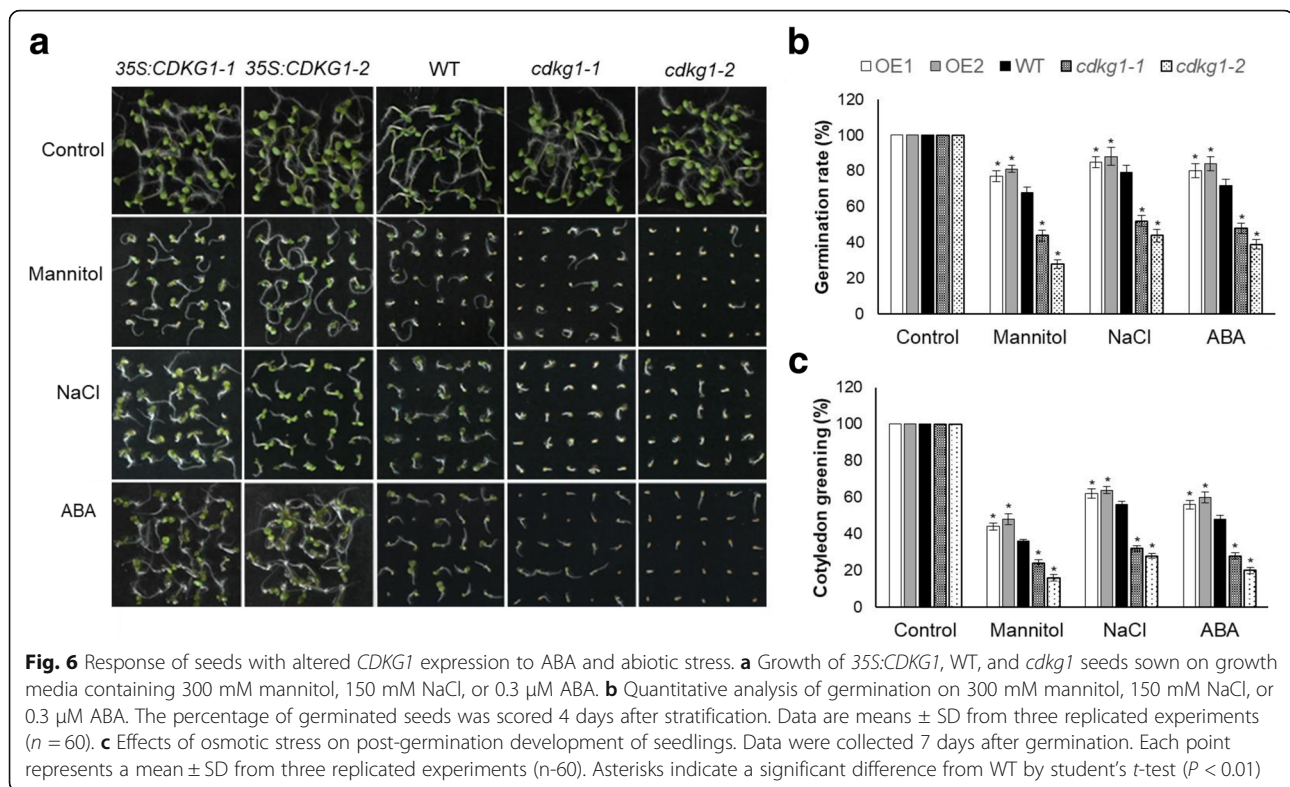 a
35S:CDKG1-1 35S:CDKG1-2 WT cdkg1-1 cdkg1-2
Control
Mannitol
NaCl
ABA
b
OE1 OE2 WT cdkg1-1 cdkg1-2
Germination rate (%)
120
100
80
60
40
20
0
* * * * * * * * * * * *
Control Mannitol NaCl ABA
c
Cotyledon greening (%)
120
100
80
60
40
20
0
* * * * * * * * * * * *
Control Mannitol NaCl ABA
Fig. 6 Response of seeds with altered CDKG1 expression to ABA and abiotic stress. a Growth of 35S:CDKG1, WT, and cdkg1 seeds sown on growth
media containing 300 mM mannitol, 150 mM NaCl, or 0.3 μM ABA. b Quantitative analysis of germination on 300 mM mannitol, 150 mM NaCl, or
0.3 μM ABA. The percentage of germinated seeds was scored 4 days after stratification. Data are means ± SD from three replicated experiments
(n = 60). c Effects of osmotic stress on post-germination development of seedlings. Data were collected 7 days after germination. Each point
represents a mean ± SD from three replicated experiments (n-60). Asterisks indicate a significant difference from WT by student's t-test (P < 0.01)